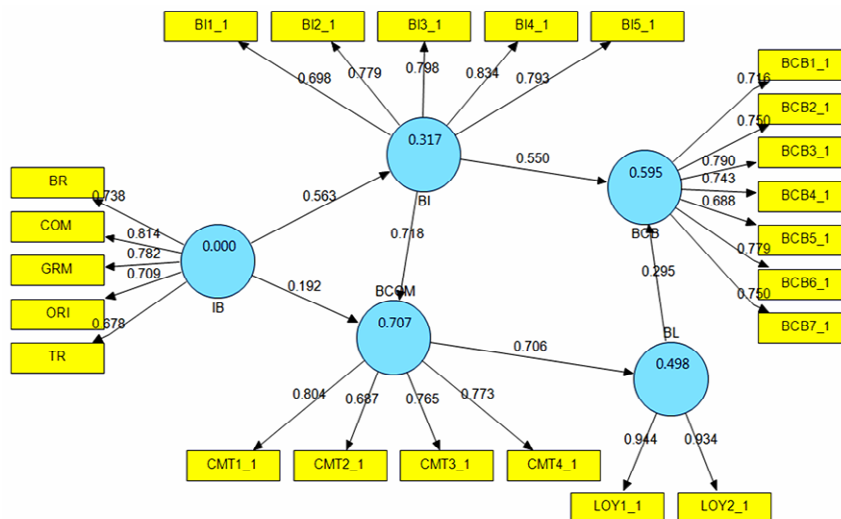 BI1_1 BI2_1 BI3_1 BI4_1 BI5_1
0.698 0.779 0.798 0.834 0.793
BCB1_1
0.716
BCB2_1
0.750
BCB3_1
0.790
0.743
BCB4_1
0.688
BCB5_1
0.779
BCB6_1
0.750
BCB7_1
0.317
BI
0.550
0.595
BCB
BR
0.738
COM
0.814
GRM
0.782
0.709
ORI
0.678
TR
0.563
0.000
IB
0.718
0.192
0.295
BCOM
0.707
0.706
BL
0.498
0.804 0.687 0.765 0.773
CMT1_1 CMT2_1 CMT3_1 CMT4_1
0.944 0.934
LOY1_1 LOY2_1